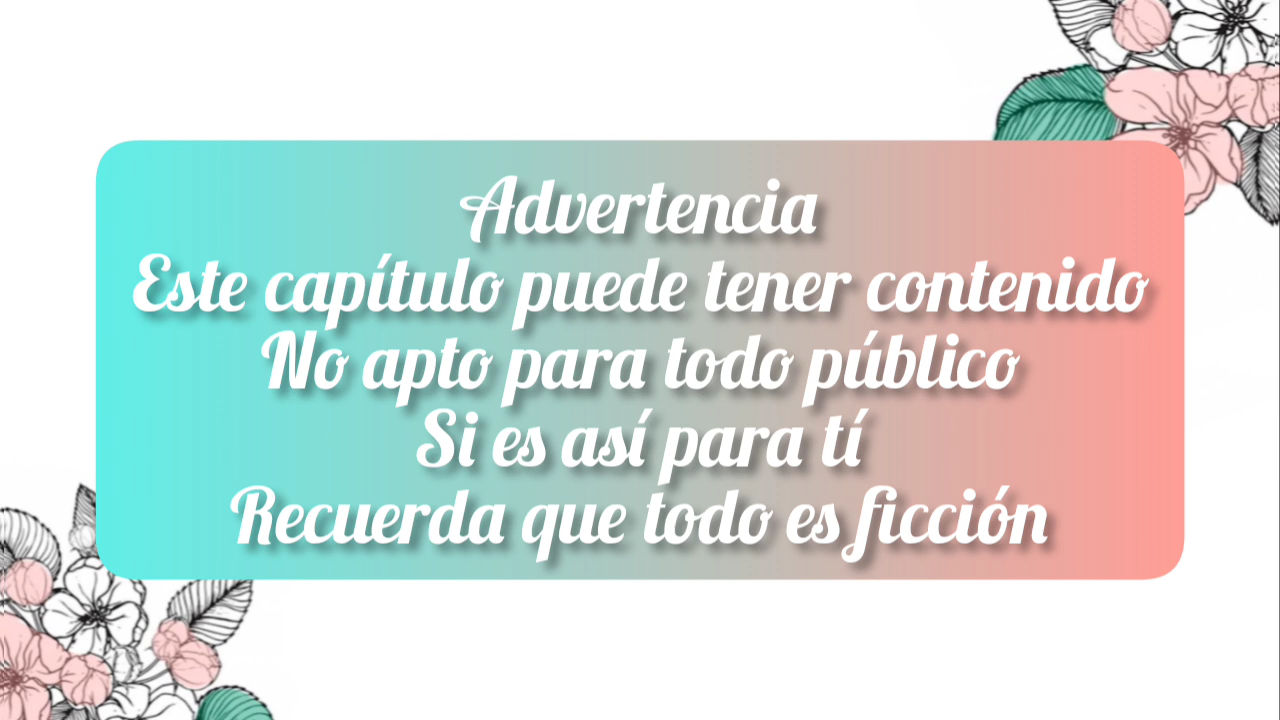 Advertencia
Este capítulo puede tener contenido
No apto para todo público
Si es así para tí
Recuerda que todo es ficción